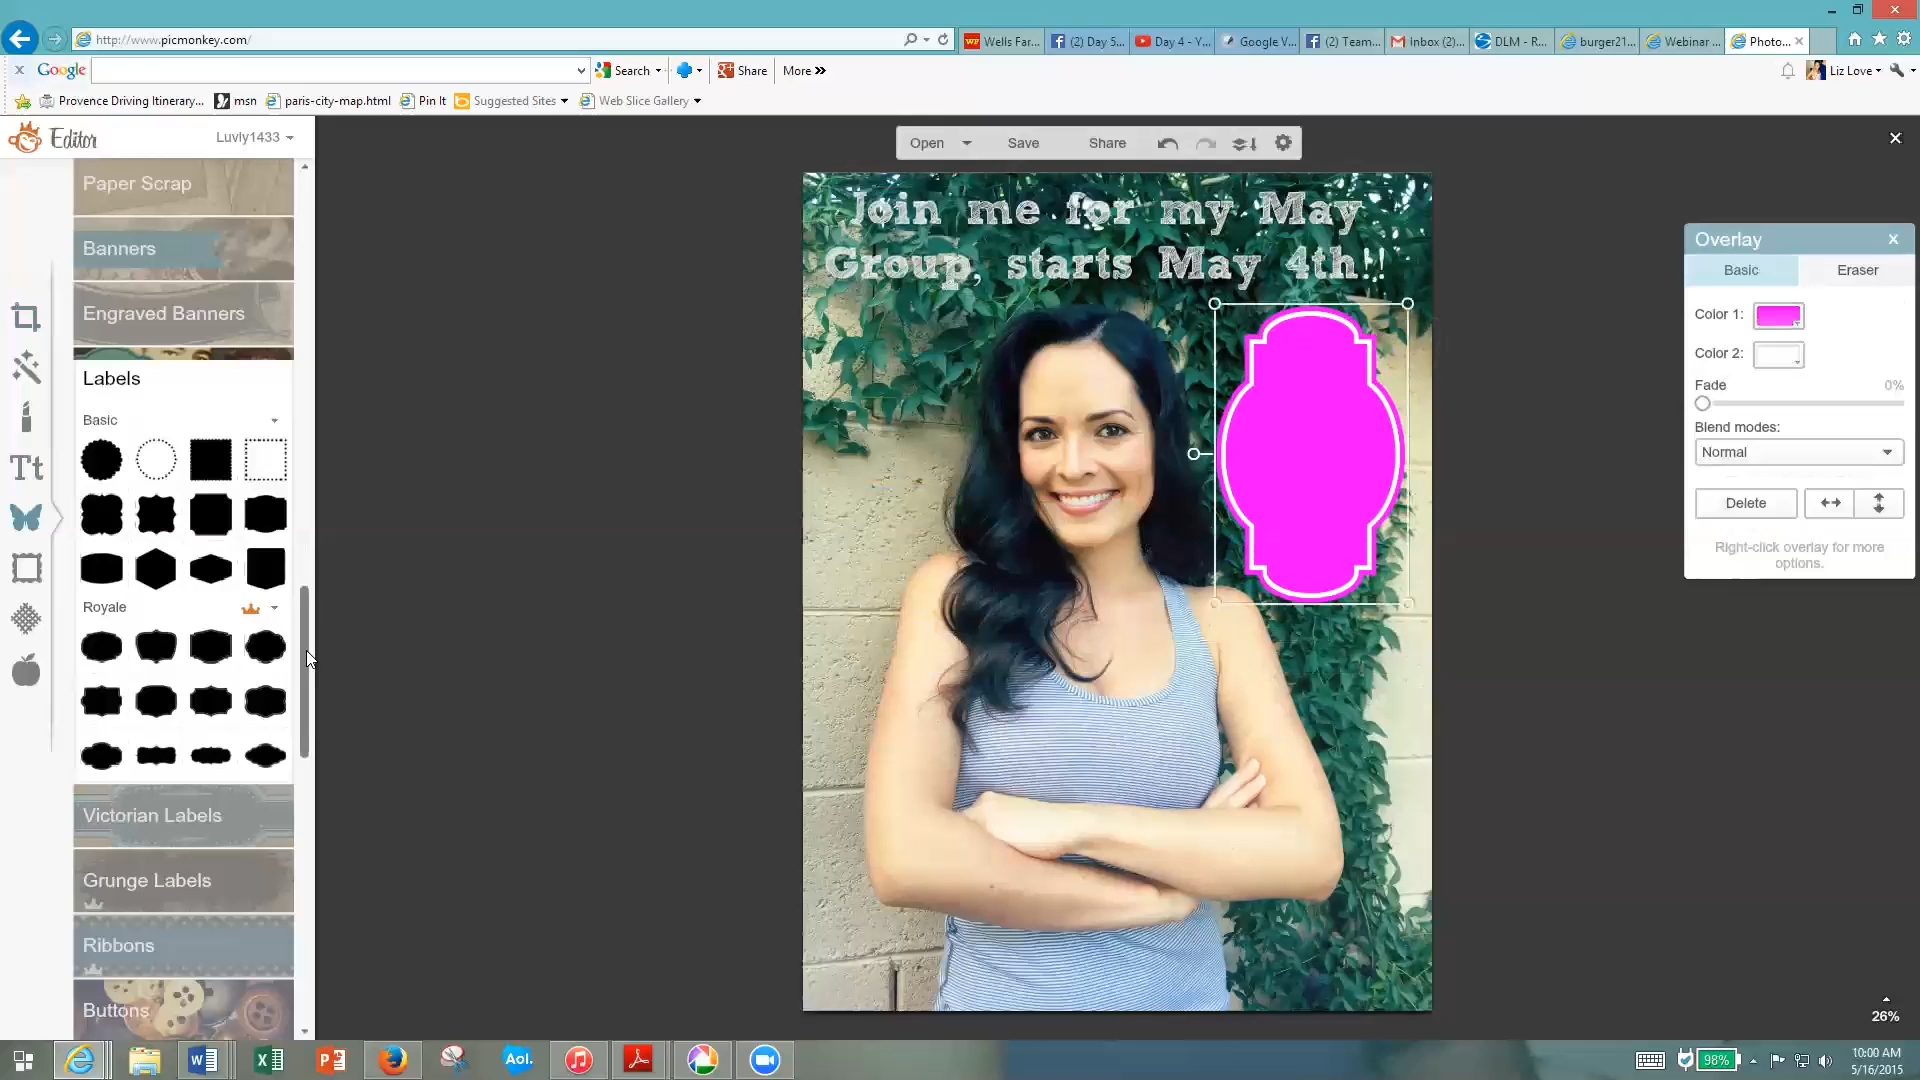 http://www.picmonkey.com/
Wells Far...
(2) Day 5...
Day 4 - Y...
Google V...
(2) Team...
Inbox (2)...
DLM - R...
burger21...
Webinar ...
Photo...
Google
Search
Share
More »
Liz Love
Provence Driving Itinerary...
msn
paris-city-map.html
Pin It
Suggested Sites
Web Slice Gallery
Editor
Luvly1433
Open
Save
Share
Paper Scrap
Banners
Engraved Banners
Labels
Basic
Royale
Victorian Labels
Grunge Labels
Ribbons
Buttons
Tt
Join me for my May
Group, starts May 4th!!
Overlay
Basic
Eraser
Color 1:
Color 2:
Fade
0%
Blend modes:
Normal
Delete
Right-click overlay for more
options.
26%
Aol.
98%
10:00 AM
5/16/2015